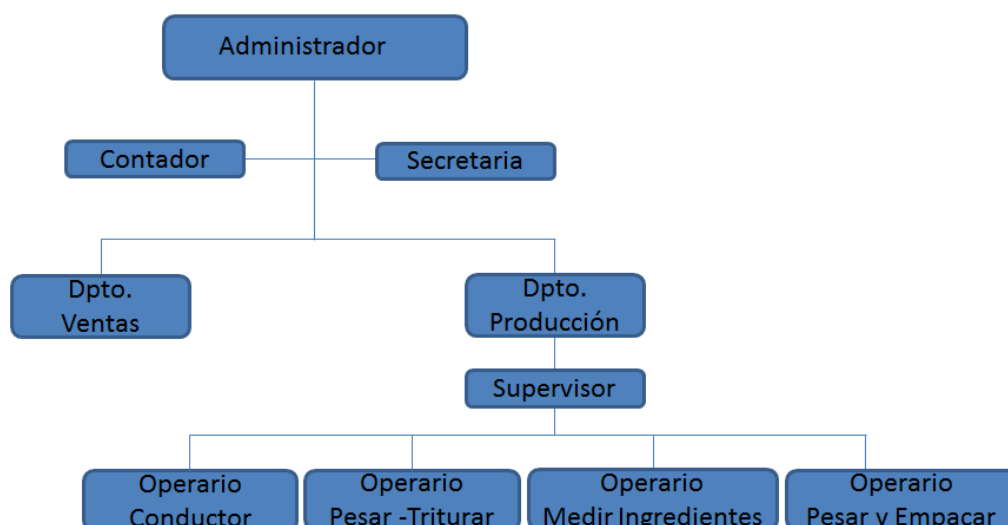 Administrador
Contador
Secretaria
Dpto.
Ventas
Dpto.
Producción
Supervisor
Operario
Conductor
Operario
Pesar -Triturar
Operario
Medir Ingredientes
Operario
Pesar y Empacar